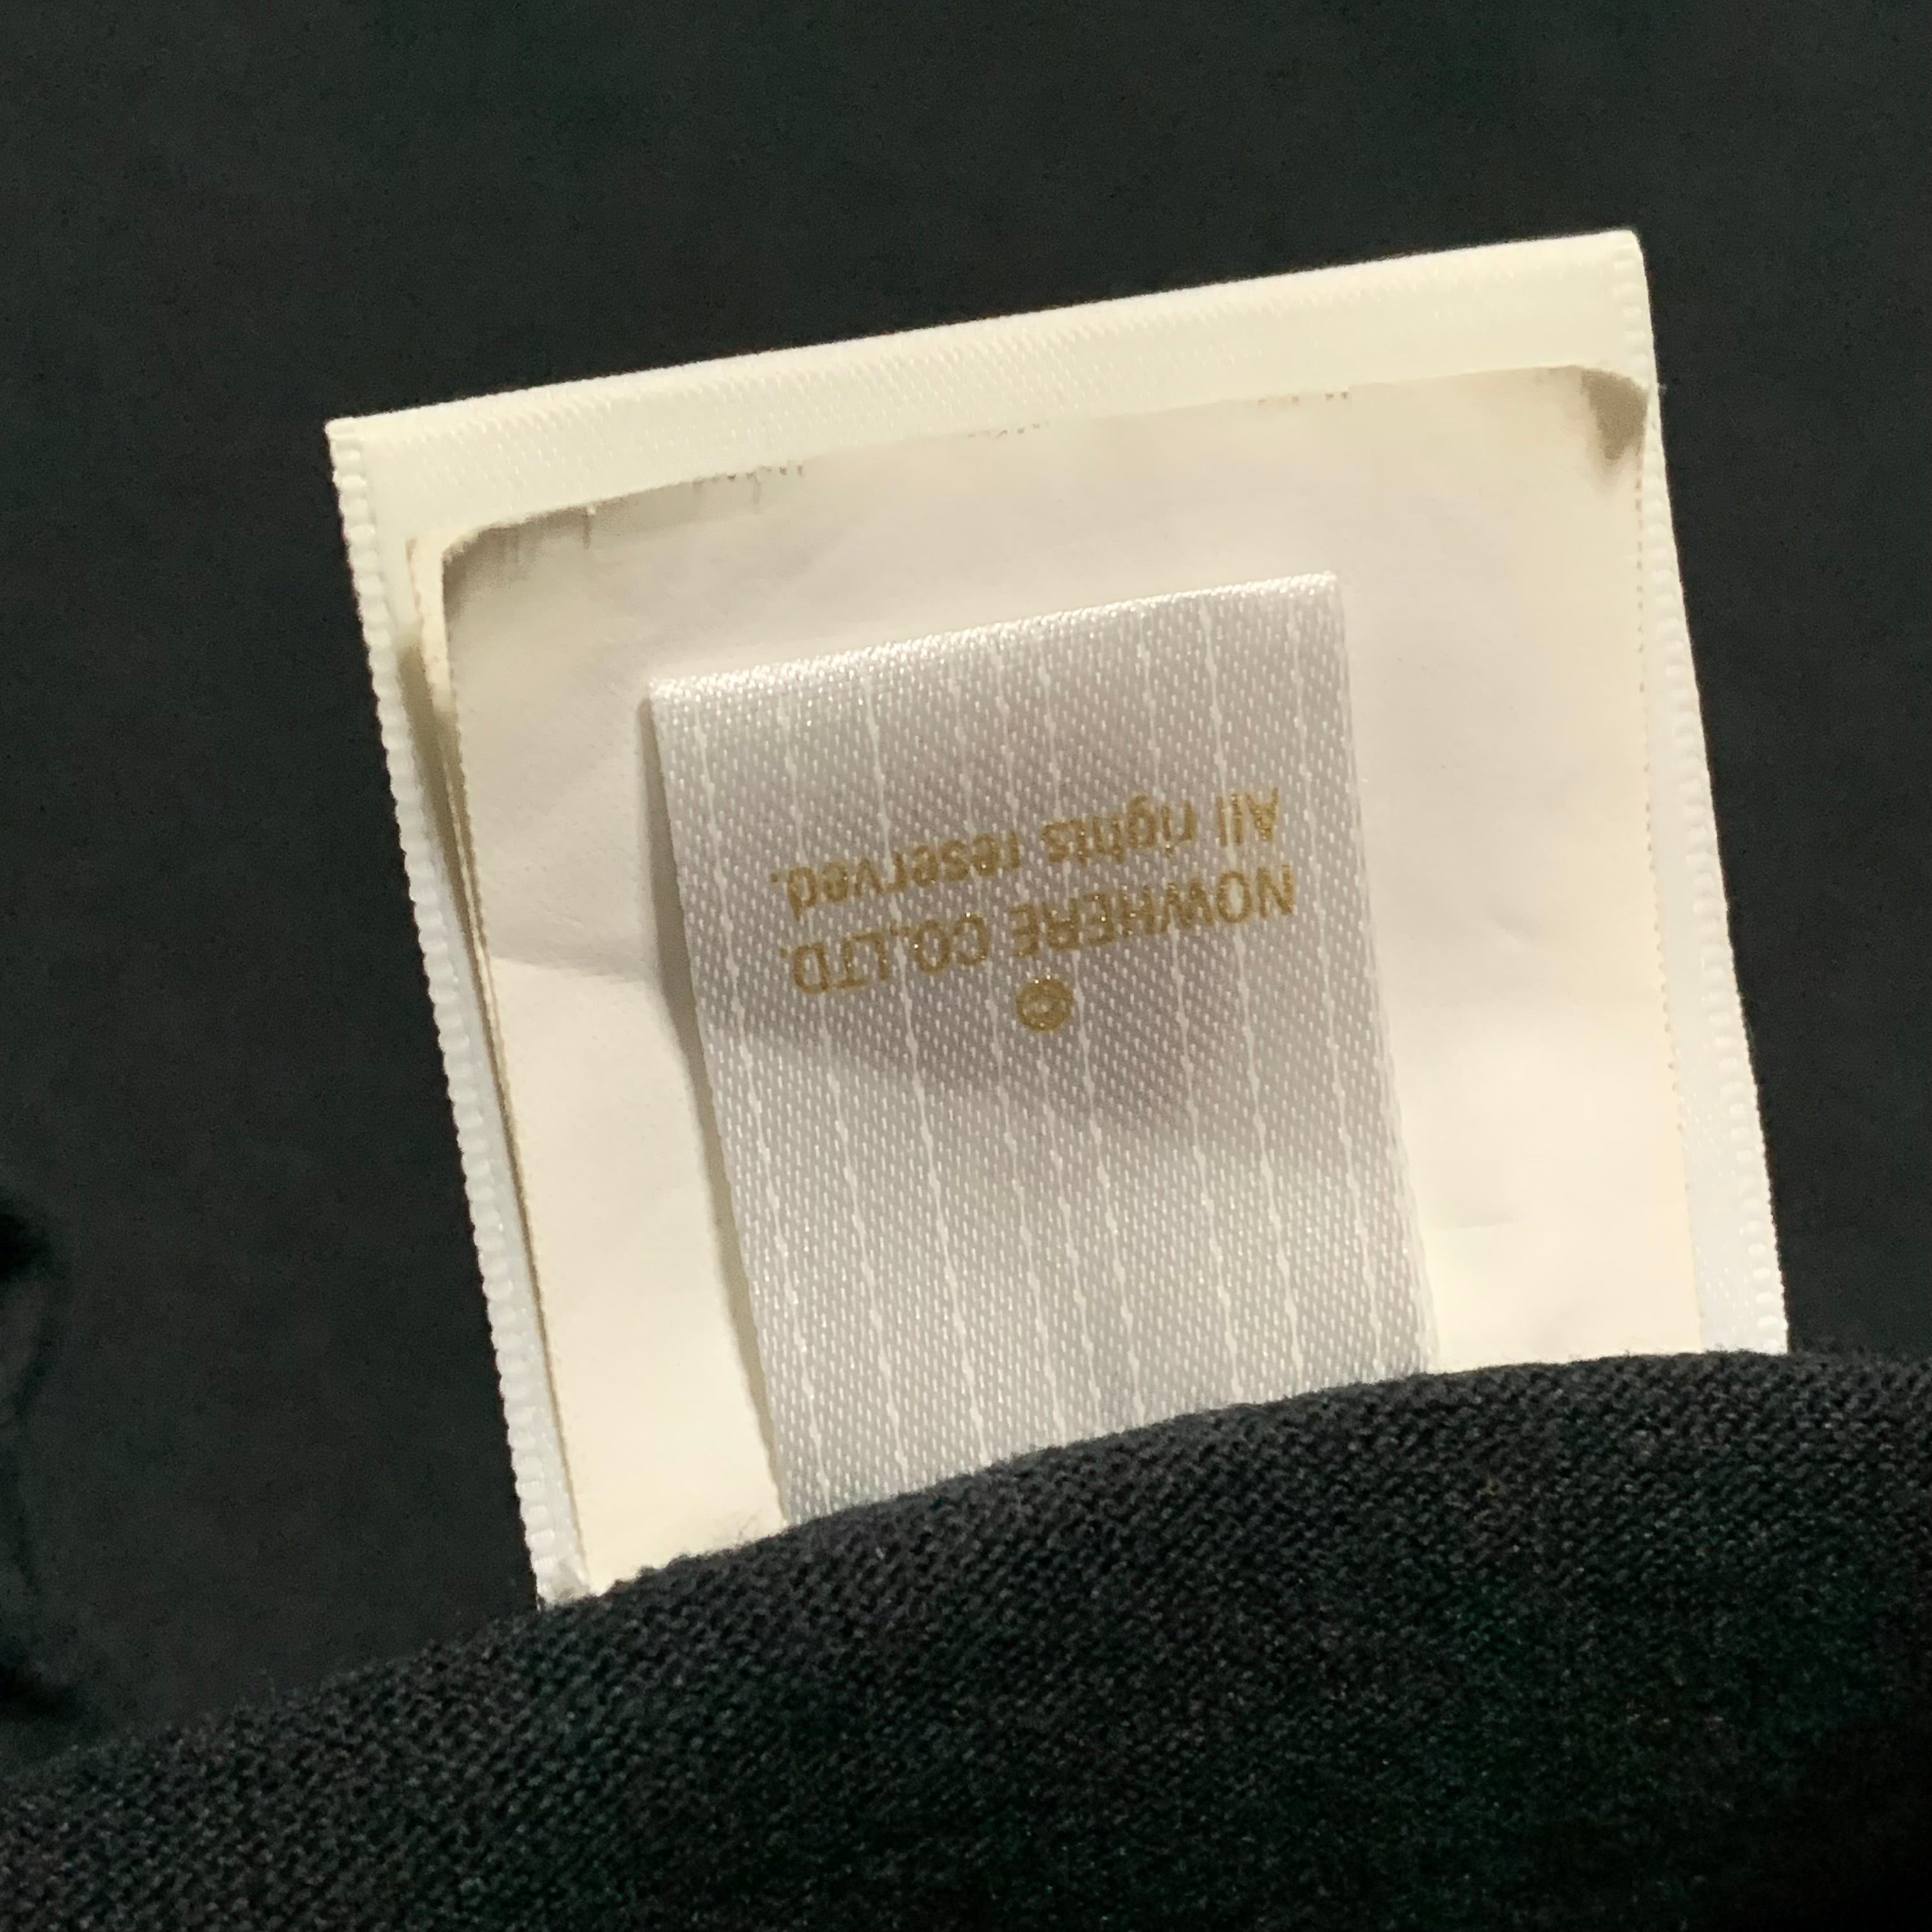 ©
NOWHERE CO.,LTD.
All rights reserved.